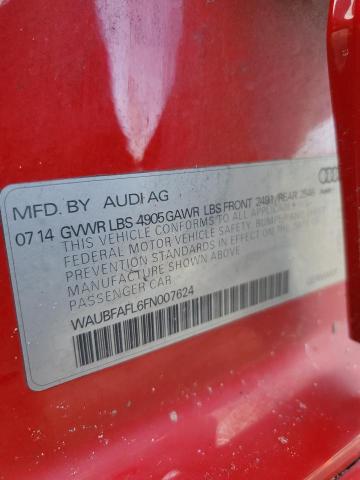 MFD. BY AUDI AG
07 14 GVWR LBS 4905 GAWR LBS FRONT 2491 REAR 2546
THIS VEHICLE CONFORMS TO ALL APPLICABLE
FEDERAL MOTOR VEHICLE SAFETY BUMPER AND THEFT
PREVENTION STANDARDS IN EFFECT ON THE DATE OF
MANUFACTURE SHOWN ABOVE.
PASSENGER CAR
WAUBFAFL6FN007624